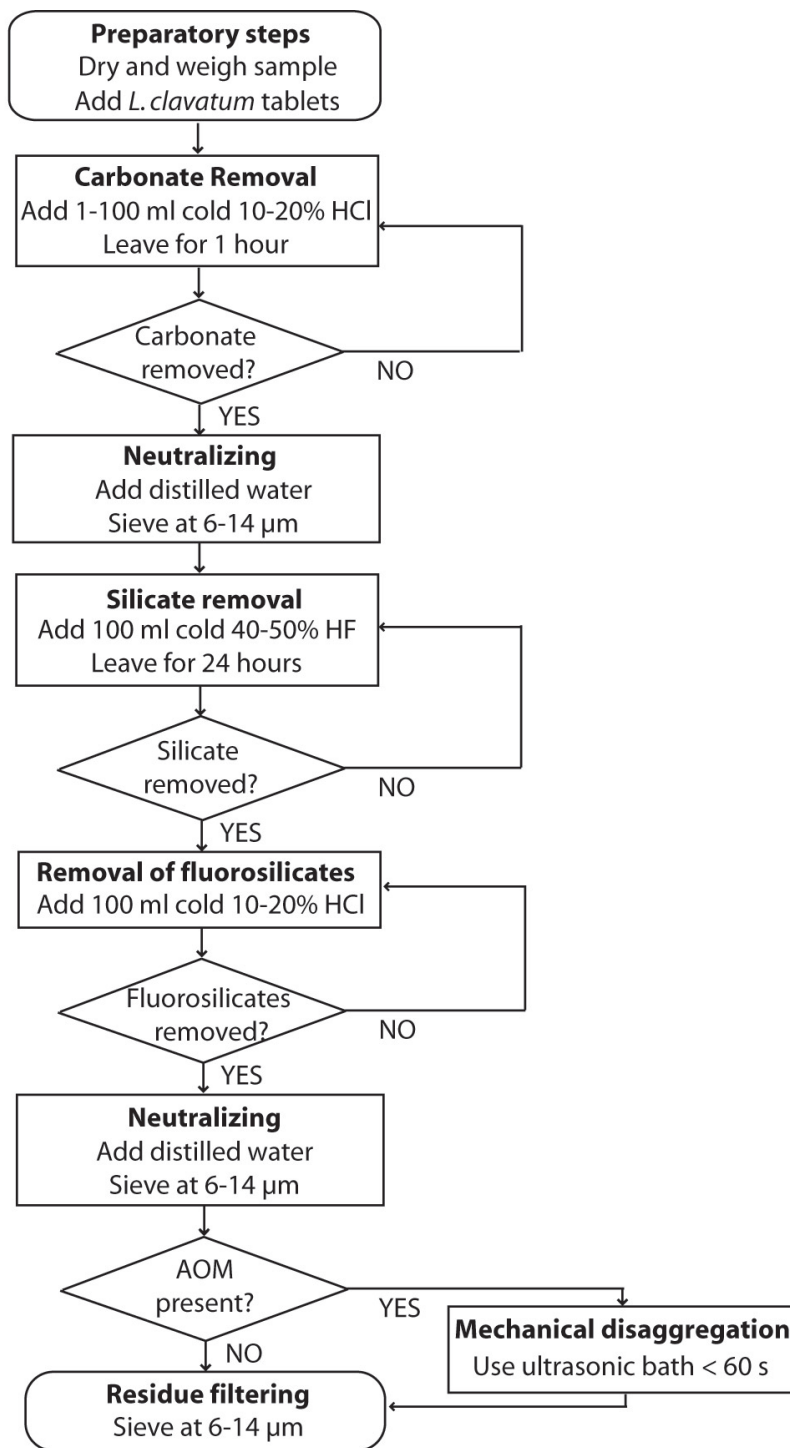 Preparatory steps
Dry and weigh sample
Add L. clavatum tablets
Carbonate Removal
Add 1-100 ml cold 10-20% HCl
Leave for 1 hour
Carbonate
removed?
NO
YES
Neutralizing
Add distilled water
Sieve at 6-14 µm
Silicate removal
Add 100 ml cold 40-50% HF
Leave for 24 hours
Silicate
removed?
NO
YES
Removal of fluorosilicates
Add 100 ml cold 10-20% HCl
Fluorosilicates
removed?
NO
YES
Neutralizing
Add distilled water
Sieve at 6-14 µm
AOM
present?
YES
Mechanical disaggregation
Use ultrasonic bath < 60 s
NO
Residue filtering
Sieve at 6-14 µm